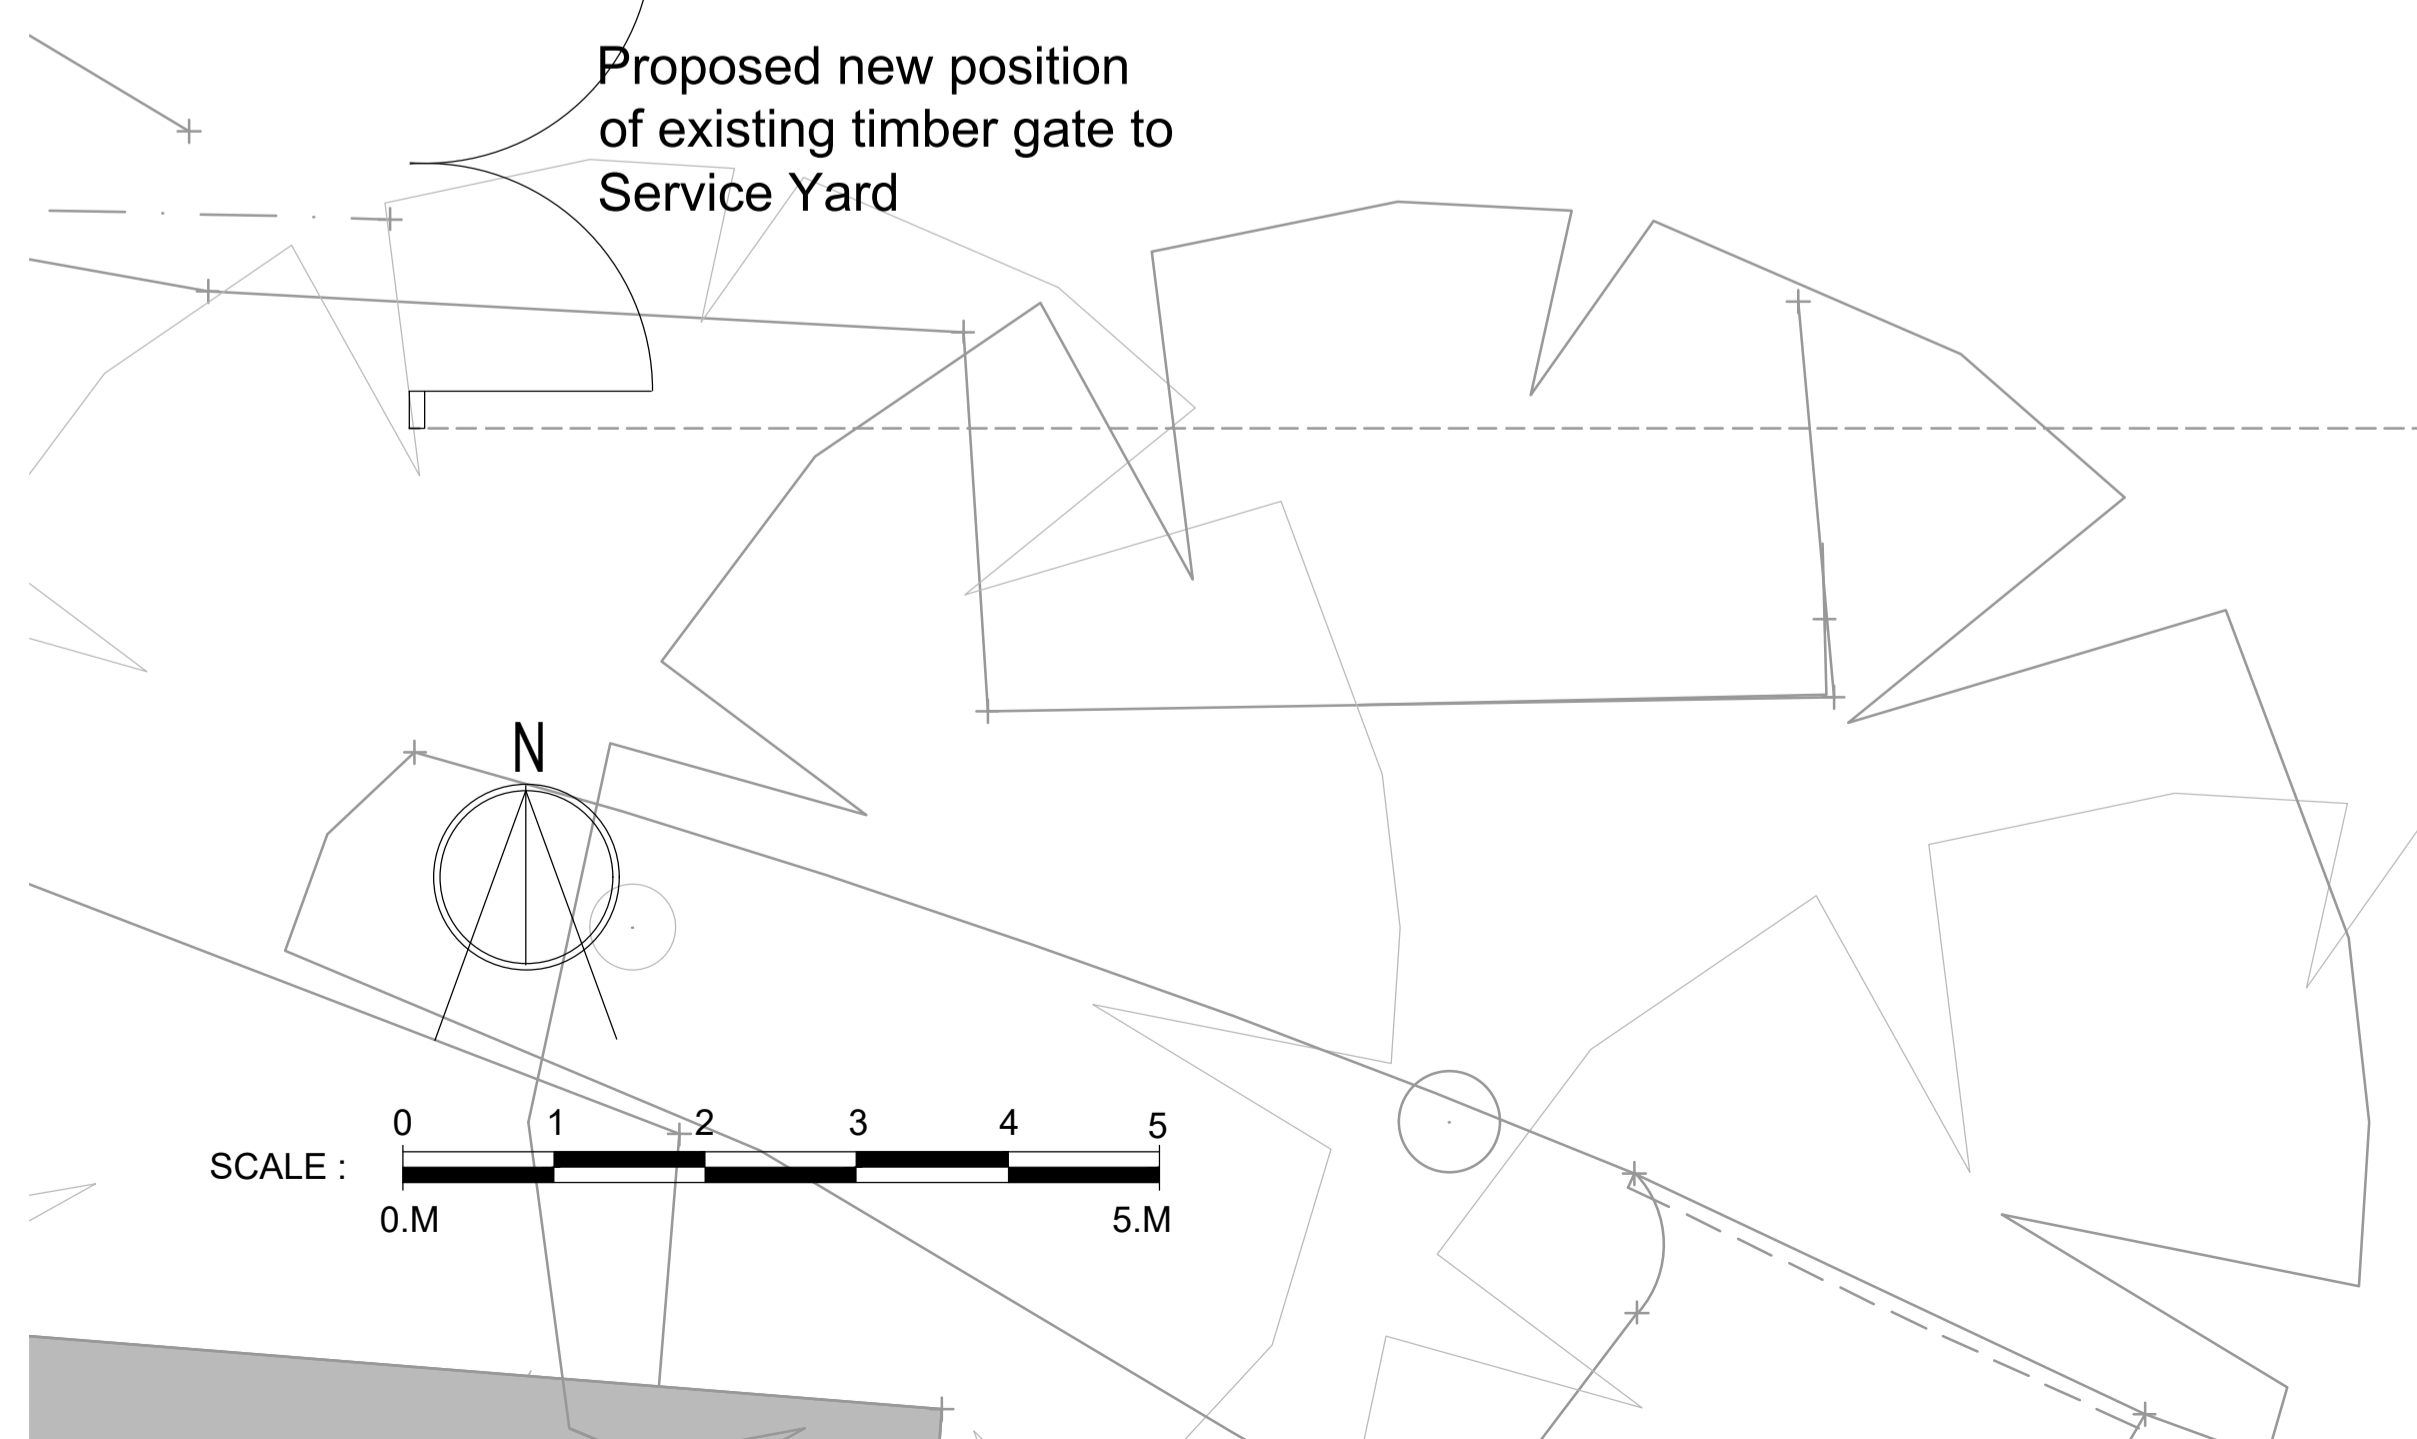 Proposed new position
of existing timber gate to
Service Yard
N
0 1 2 3 4 5
SCALE :
0.M 5.M